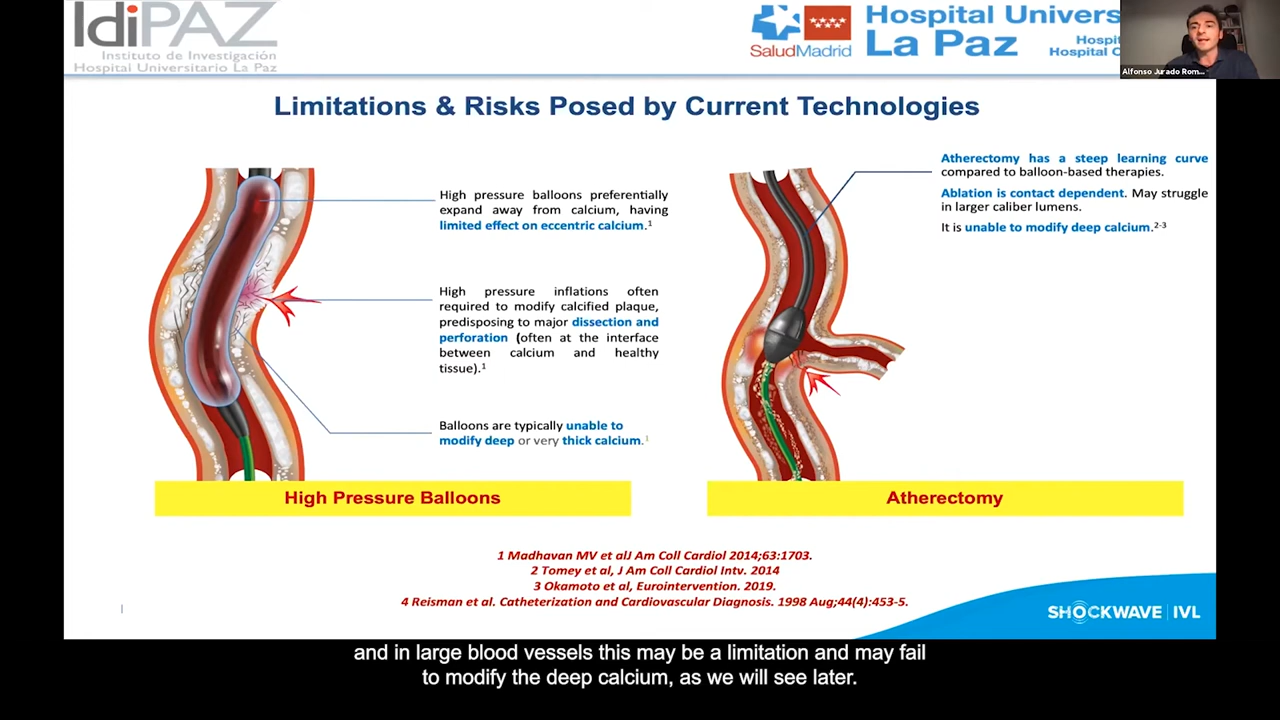 IdiPAZ
Instituto de Investigación
Hospital Universitario La Paz
SaludMadrid
Hospital Univers
La Paz
Hospi
Hospital C
Alfonso Jurado Rom...
Limitations & Risks Posed by Current Technologies
High pressure balloons preferentially
expand away from calcium, having
limited effect on eccentric calcium.1
High pressure inflations often
required to modify calcified plaque,
predisposing to major dissection and
perforation (often at the interface
between calcium and healthy
tissue).1
Balloons are typically unable to
modify deep or very thick calcium.1
High Pressure Balloons
Atherectomy has a steep learning curve
compared to balloon-based therapies.
Ablation is contact dependent. May struggle
in larger caliber lumens.
It is unable to modify deep calcium.2-3
Atherectomy
1 Madhavan MV et alJ Am Coll Cardiol 2014;63:1703.
2 Tomey et al, J Am Coll Cardiol Intv. 2014
3 Okamoto et al, Eurointervention. 2019.
4 Reisman et al. Catheterization and Cardiovascular Diagnosis. 1998 Aug;44(4):453-5.
SHOCKWAVE | IVL
and in large blood vessels this may be a limitation and may fail
to modify the deep calcium, as we will see later.